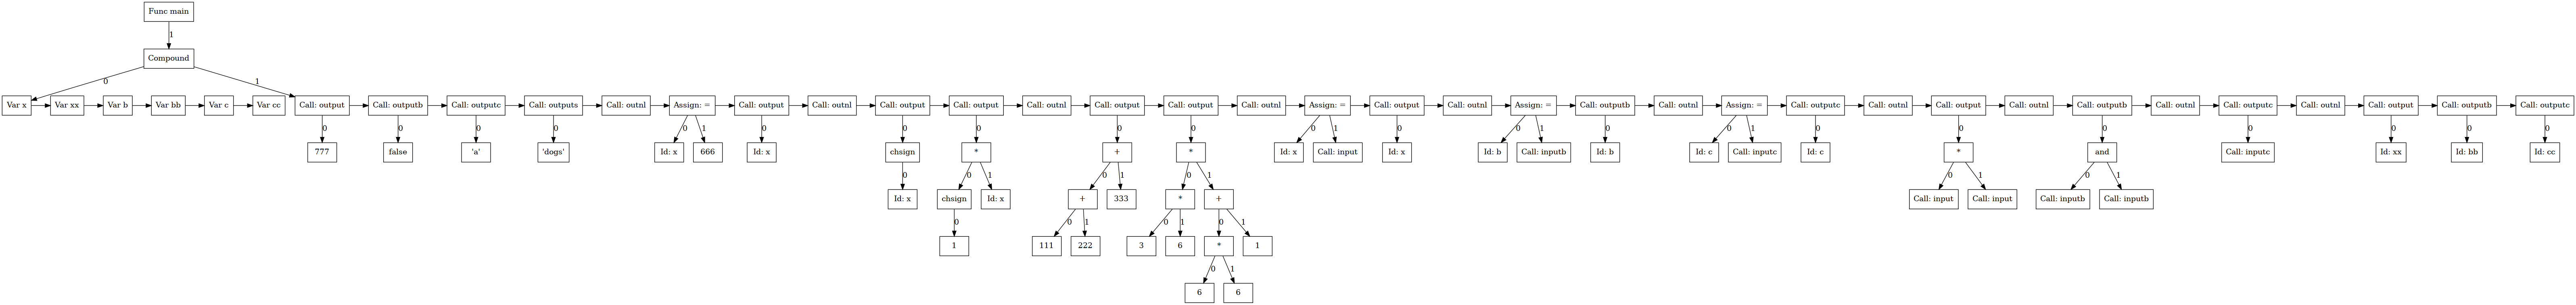 Func main
1
Compound
0
1
Var x Var xx Var b Var bb Var c Var cc Call: output Call: outputb Call: outputc Call: outputs Call: outnl Assign: = Call: output Call: outnl Call: output Call: output Call: outnl Call: output Call: output Call: outnl Assign: = Call: output Call: outnl Assign: = Call: outputb Call: outnl Assign: = Call: outputc Call: outnl Call: output Call: outnl Call: outputb Call: outnl Call: outputc Call: outnl Call: output Call: outputb Call: outputc
0 0 0 0 0 1 0 0 0 0 0 0 1 0 0 1 0 0 1 0 0 0 0 0 0 0
777 false 'a' 'dogs' Id: x 666 Id: x chsign * + * Id: x Call: input Id: x Id: b Call: inputb Id: b Id: c Call: inputc Id: c * and Call: inputc Id: xx Id: bb Id: cc
0 0 1 0 1 0 1 0 1 0 1
Id: x chsign Id: x + 333 * + Call: input Call: input Call: inputb Call: inputb
0 0 1 0 1 0 1
1 111 222 3 6 * 1
0 1
6 6